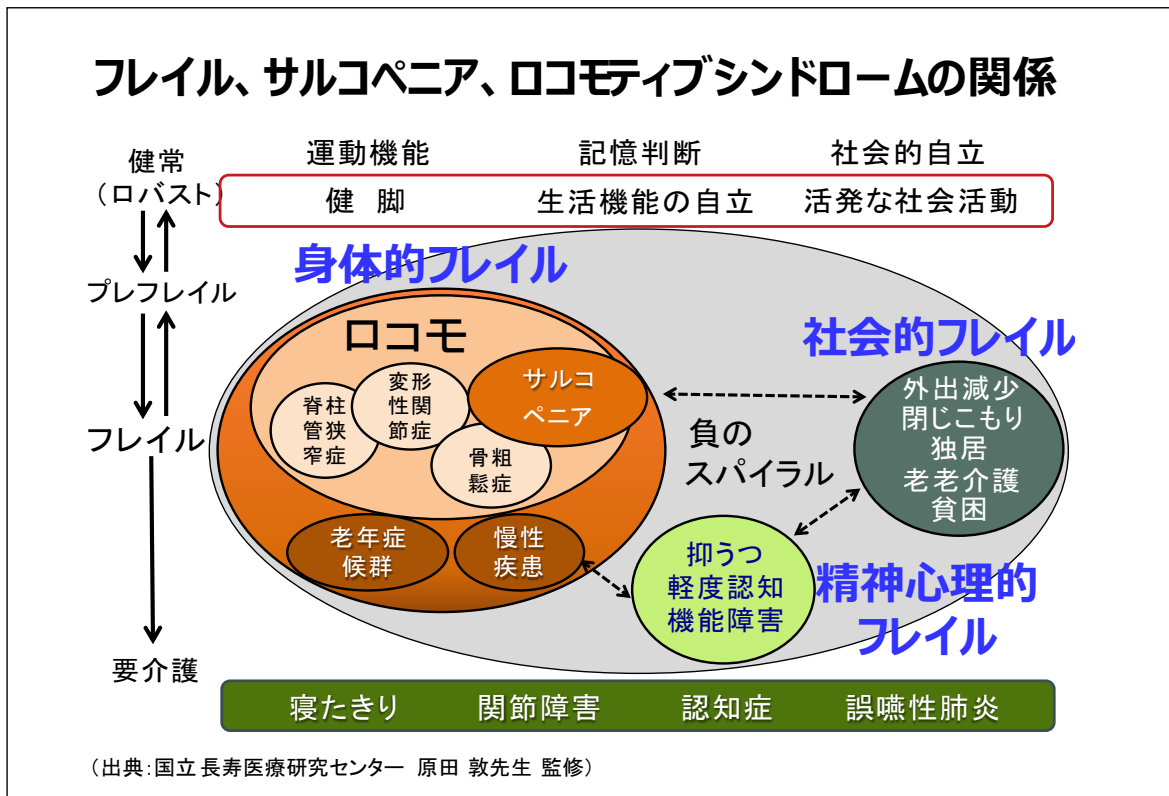 フレイル、サルコペニア、ロコモティブシンドロームの関係
健常
（ロバスト）
プレフレイル
フレイル
要介護
運動機能
記憶判断
社会的自立
健 脚
生活機能の自立
活発な社会活動
身体的フレイル
ロコモ
脊柱
管狭
窄症
変形
性関
節症
サルコ
ペニア
骨粗
鬆症
老年症
候群
慢性
疾患
負の
スパイラル
社会的フレイル
外出減少
閉じこもり
独居
老老介護
貧困
抑うつ
軽度認知
機能障害
精神心理的
フレイル
寝たきり
関節障害
認知症
誤嚥性肺炎
（出典：国立長寿医療研究センター 原田 敦先生 監修）